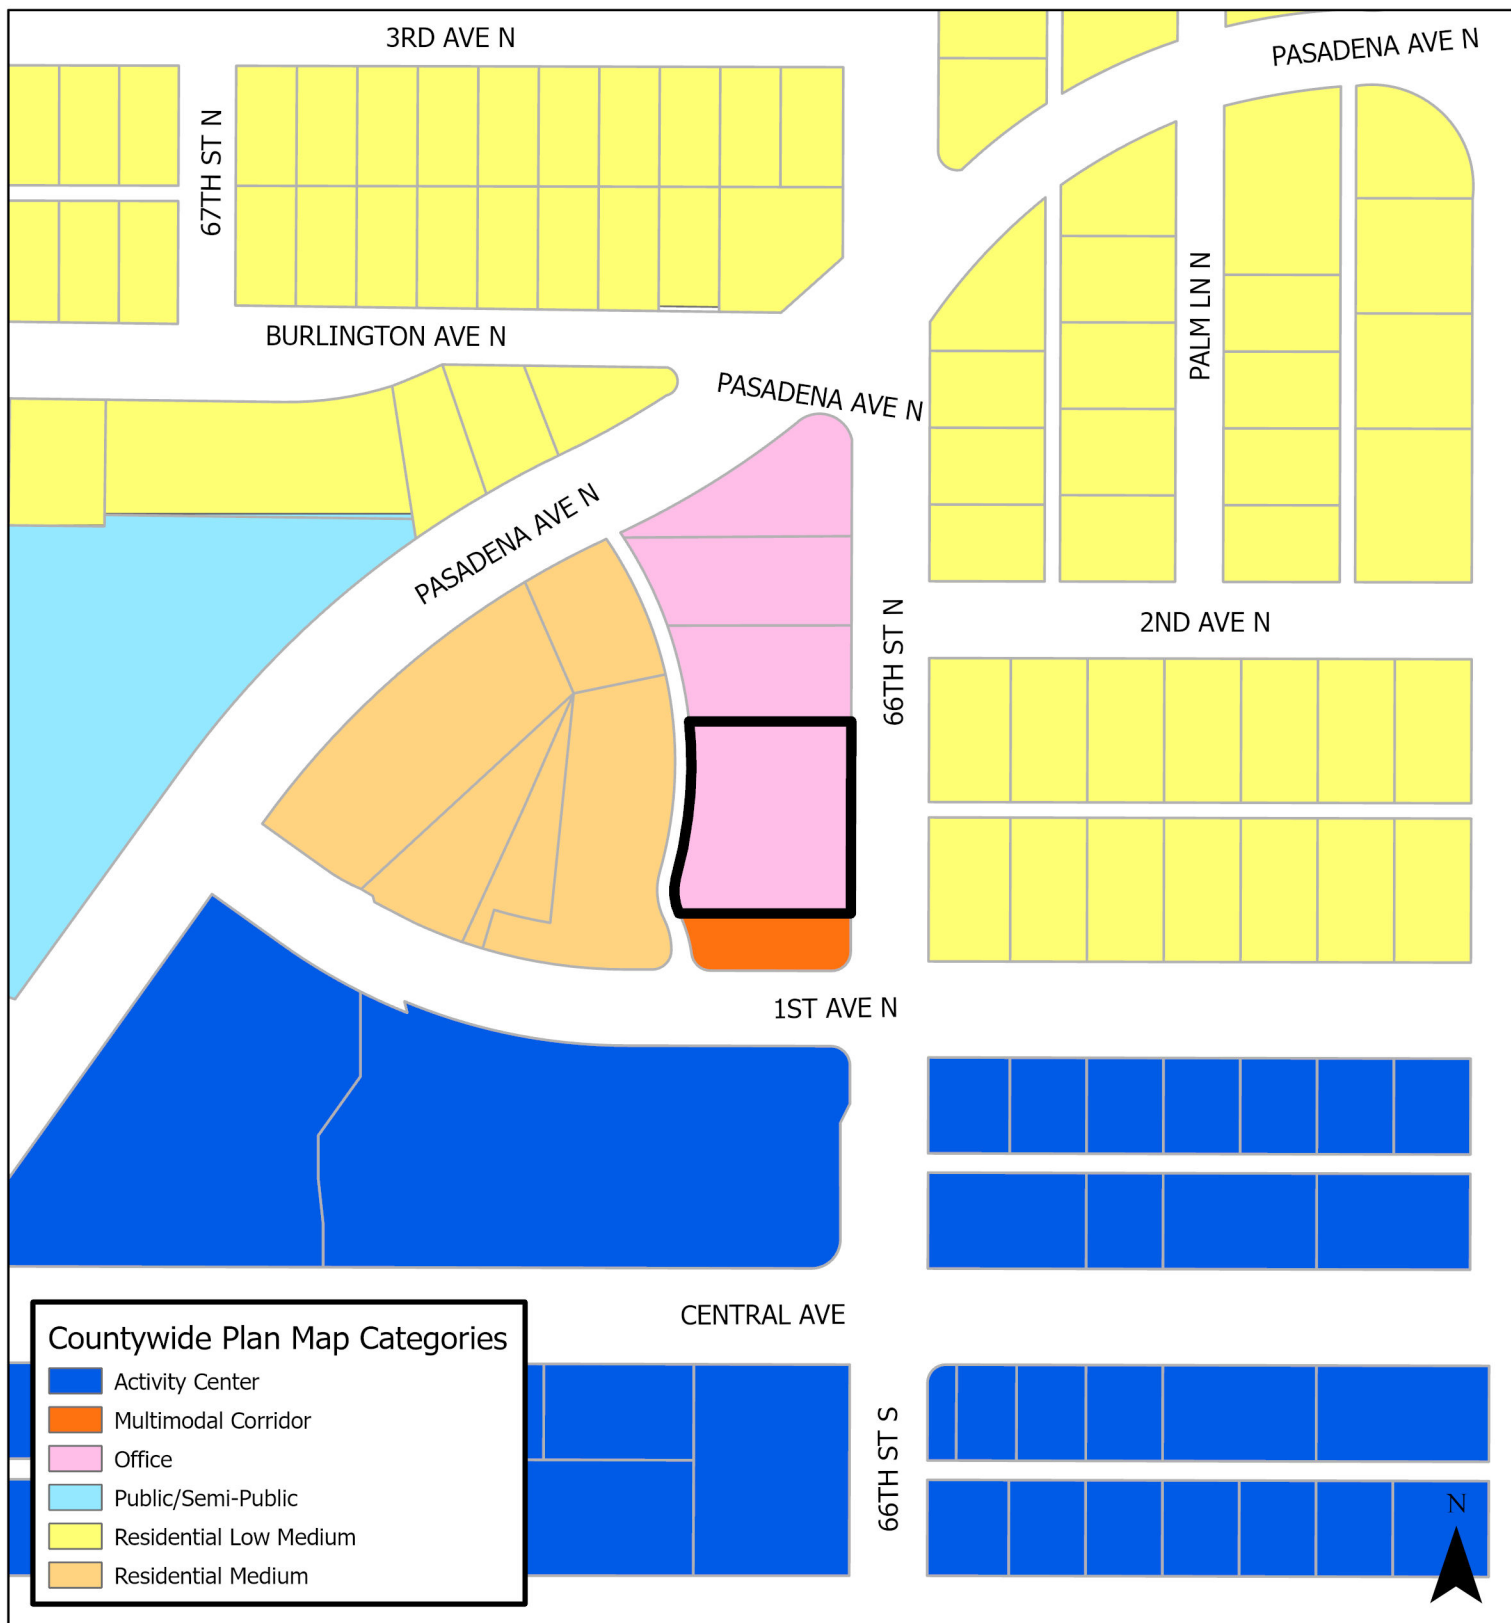 3RD AVE N
PASADENA AVE N
67TH ST N
BURLINGTON AVE N
PALM LN N
PASADENA AVE N
PASADENA AVE N
66TH ST N
2ND AVE N
1ST AVE N
CENTRAL AVE
66TH ST S
N
Countywide Plan Map Categories
Activity Center
Multimodal Corridor
Office
Public/Semi-Public
Residential Low Medium
Residential Medium